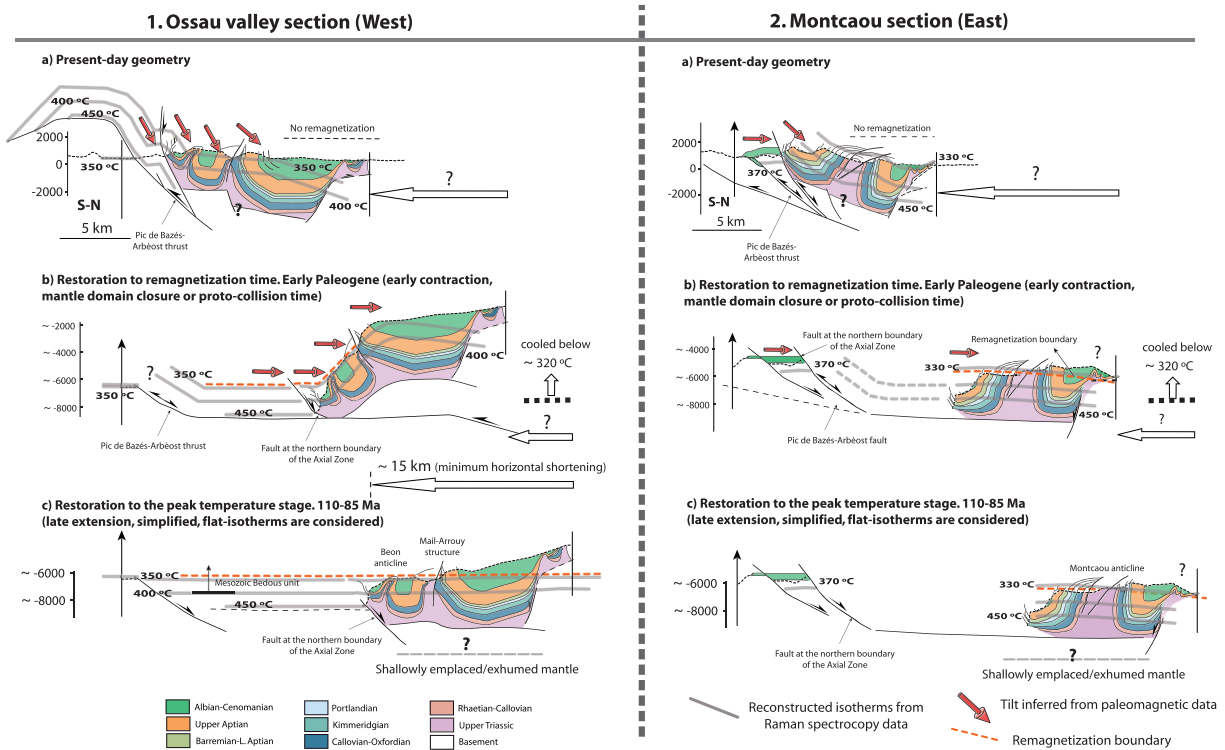 1. Ossau valley section (West)
2. Montcaou section (East)
a) Present-day geometry
400 ºC
450 ºC
2000
0
-2000
350 ºC
No remagnetization
350 ºC
400 ºC
?
?
S-N
5 km
Pic de Bazés-
Arbèost thrust
b) Restoration to remagnetization time. Early Paleogene (early contraction,
mantle domain closure or proto-collision time)
~ -2000
~ -4000
~ -6000
~ -8000
?
350 ºC
350 ºC
450 ºC
400 ºC
cooled below
~ 320 ºC
?
Pic de Bazés-Arbèost thrust
Fault at the northern boundary
of the Axial Zone
~ 15 km (minimum horizontal shortening)
c) Restoration to the peak temperature stage. 110-85 Ma
(late extension, simplified, flat-isotherms are considered)
~ -6000
~ -8000
350 ºC
400 ºC
450 ºC
Mesozoic Bedous unit
Beon
anticline
Mail-Arrouy
structure
Fault at the northern boundary
of the Axial Zone
?
Shallowly emplaced/exhumed mantle
a) Present-day geometry
2000
0
-2000
No remagnetization
330 ºC
370 ºC
450 ºC
?
?
S-N
5 km
Pic de Bazés-
Arbèost thrust
b) Restoration to remagnetization time. Early Paleogene (early contraction,
mantle domain closure or proto-collision time)
~ -4000
~ -6000
~ -8000
Fault at the northern boundary
of the Axial Zone
370 ºC
Remagnetization boundary
330 ºC
450 ºC
?
cooled below
~ 320 ºC
?
Pic de Bazés-Arbèost fault
c) Restoration to the peak temperature stage. 110-85 Ma
(late extension, simplified, flat-isotherms are considered)
~ -6000
~ -8000
370 ºC
Montcaou anticline
?
330 ºC
450 ºC
Fault at the northern boundary
of the Axial Zone
?
Shallowly emplaced/exhumed mantle
Albian-Cenomanian
Upper Aptian
Barremian-L. Aptian
Portlandian
Kimmeridgian
Callovian-Oxfordian
Rhaetian-Callovian
Upper Triassic
Basement
Reconstructed isotherms from
Raman spectrocopy data
Tilt inferred from paleomagnetic data
Remagnetization boundary